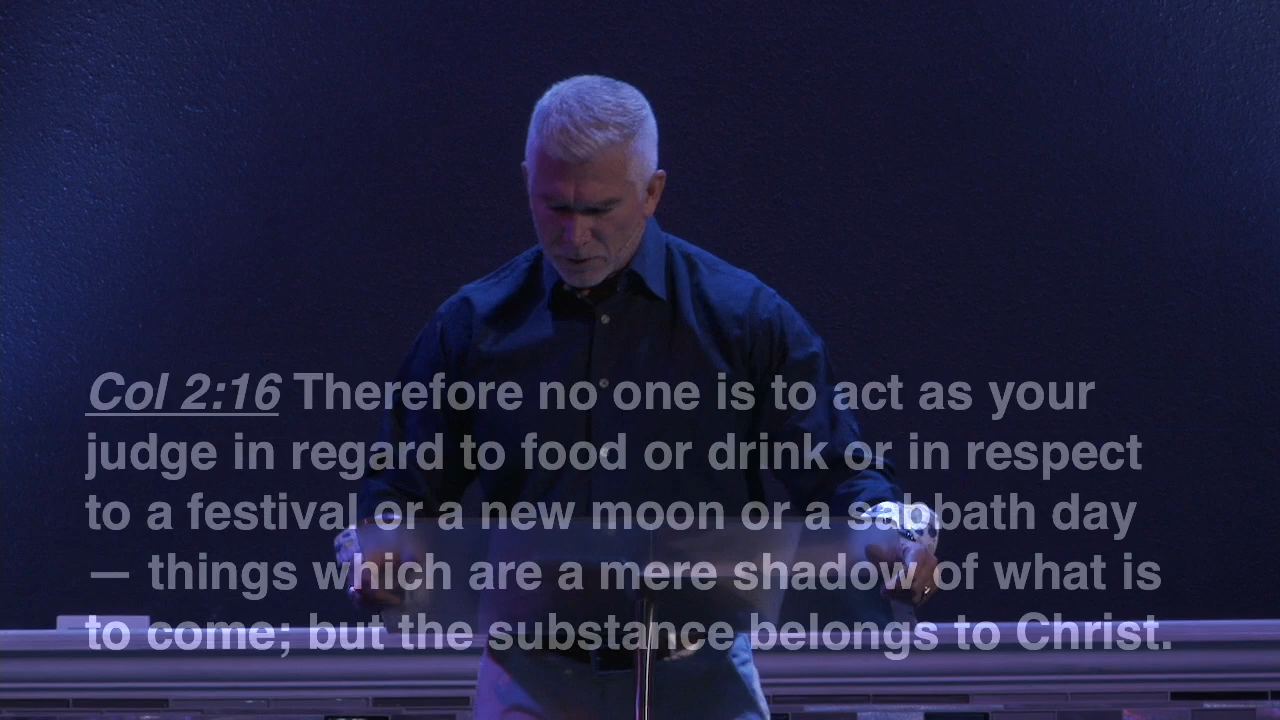 Col 2:16 Therefore no one is to act as your
judge in regard to food or drink or in respect
to a festival or a new moon or a sabbath day
— things which are a mere shadow of what is
to come; but the substance belongs to Christ.